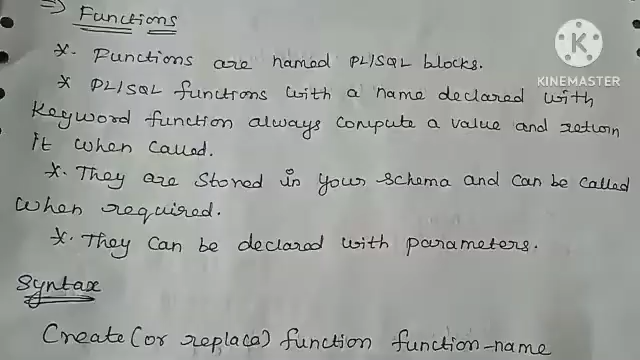 => Functions
*. Functions are named PL/SQL blocks.
K
KINEMASTER
* PL/SQL functions with a name declared with
keyword function always compute a value and return
it when called.
*. They are stored in your schema and can be called
when required.
*. They can be declared with parameters.
Syntax
Create (or replaca) function function-name